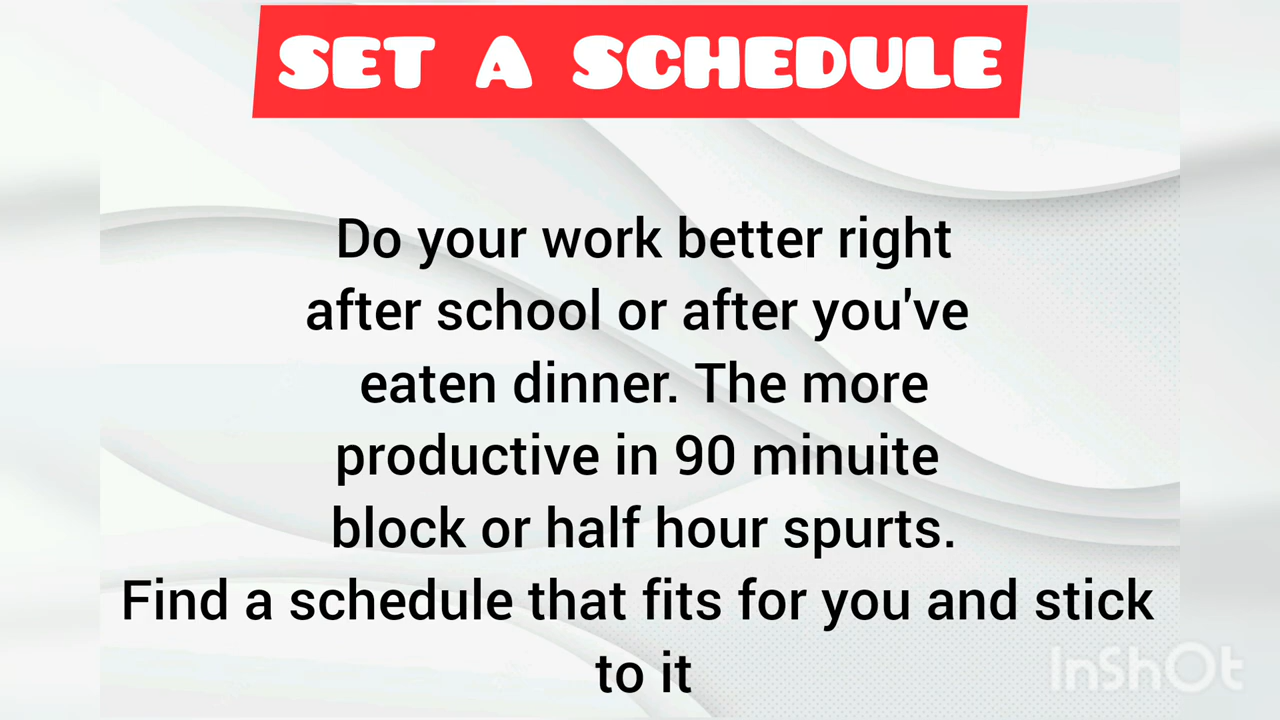 SET A SCHEDULE
Do your work better right
after school or after you've
eaten dinner. The more
productive in 90 minuite
block or half hour spurts.
Find a schedule that fits for you and stick
to it
InShOt